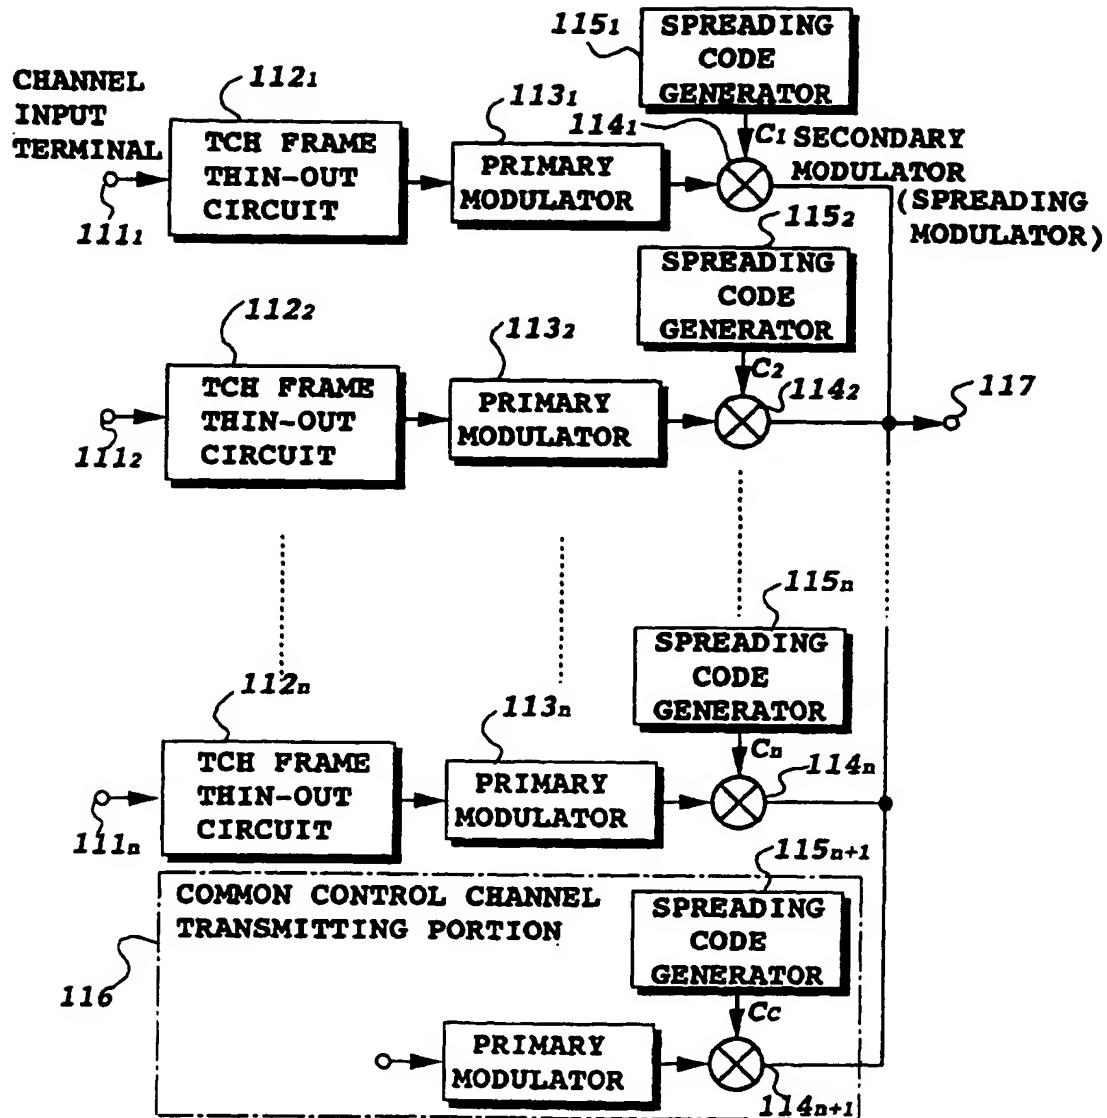 115₁
SPREADING
CODE
GENERATOR
CHANNEL
INPUT
TERMINAL
112₁
TCH FRAME
THIN-OUT
CIRCUIT
113₁
PRIMARY
MODULATOR
114₁
C₁
SECONDARY
MODULATOR
(SPREADING
MODULATOR)
111₁
115₂
SPREADING
CODE
GENERATOR
112₂
TCH FRAME
THIN-OUT
CIRCUIT
113₂
PRIMARY
MODULATOR
C₂
114₂
117
111₂
115n
SPREADING
CODE
GENERATOR
112n
TCH FRAME
THIN-OUT
CIRCUIT
113n
PRIMARY
MODULATOR
Cn
114n
111n
115n+1
COMMON CONTROL CHANNEL
TRANSMITTING PORTION
SPREADING
CODE
GENERATOR
116
Cc
PRIMARY
MODULATOR
114n+1